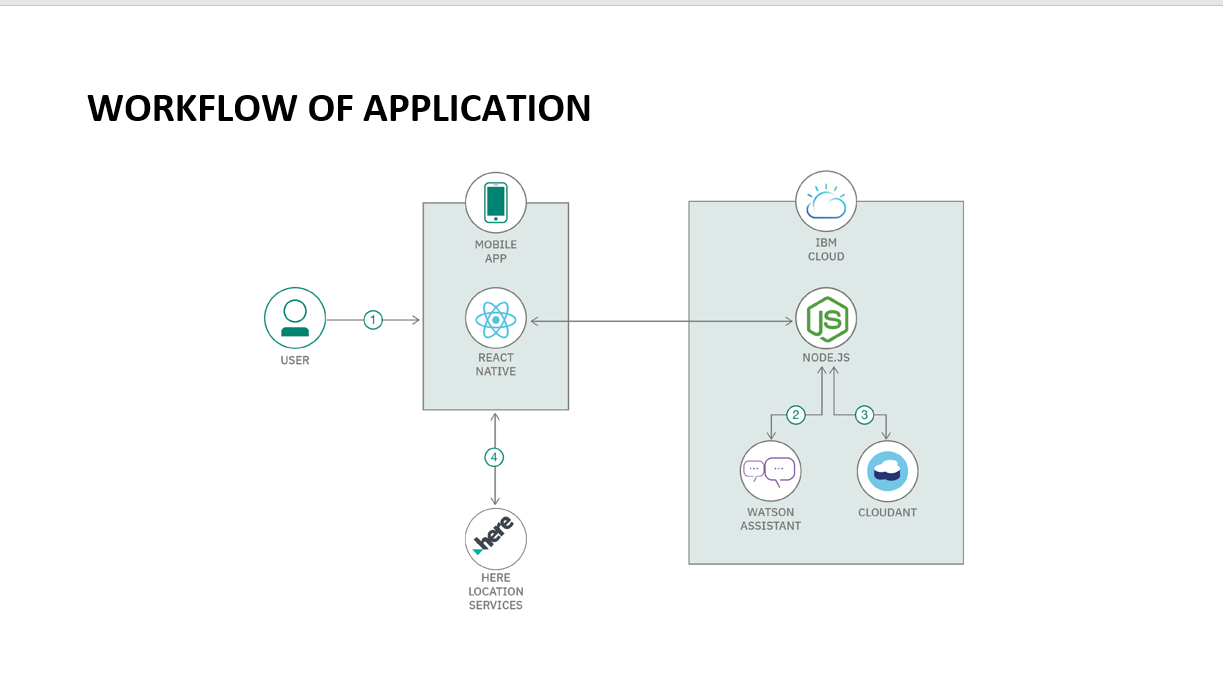 WORKFLOW OF APPLICATION
MOBILE
APP
IBM
CLOUD
JS
1
USER
REACT
NATIVE
NODE.JS
2
3
4
WATSON
ASSISTANT
CLOUDANT
here
HERE
LOCATION
SERVICES